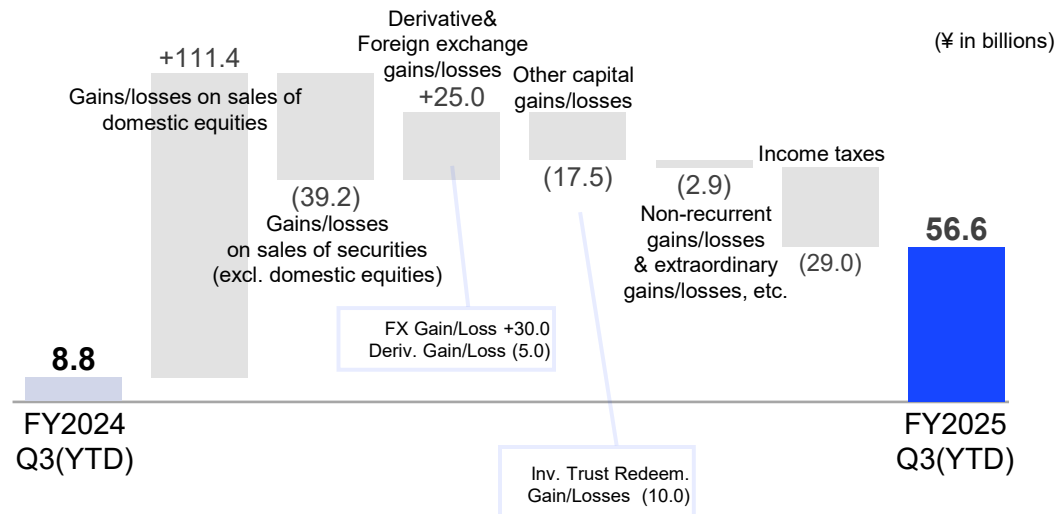 (¥ in billions)
+111.4
Gains/losses on sales of
domestic equities
(39.2)
Gains/losses
on sales of securities
(excl. domestic equities)
Derivative&
Foreign exchange
gains/losses
+25.0
FX Gain/Loss +30.0
Deriv. Gain/Loss (5.0)
Other capital
gains/losses
(17.5)
Inv. Trust Redeem.
Gain/Losses (10.0)
(2.9)
Non-recurrent
gains/losses
& extraordinary
gains/losses, etc.
Income taxes
(29.0)
8.8
FY2024
Q3(YTD)
56.6
FY2025
Q3(YTD)